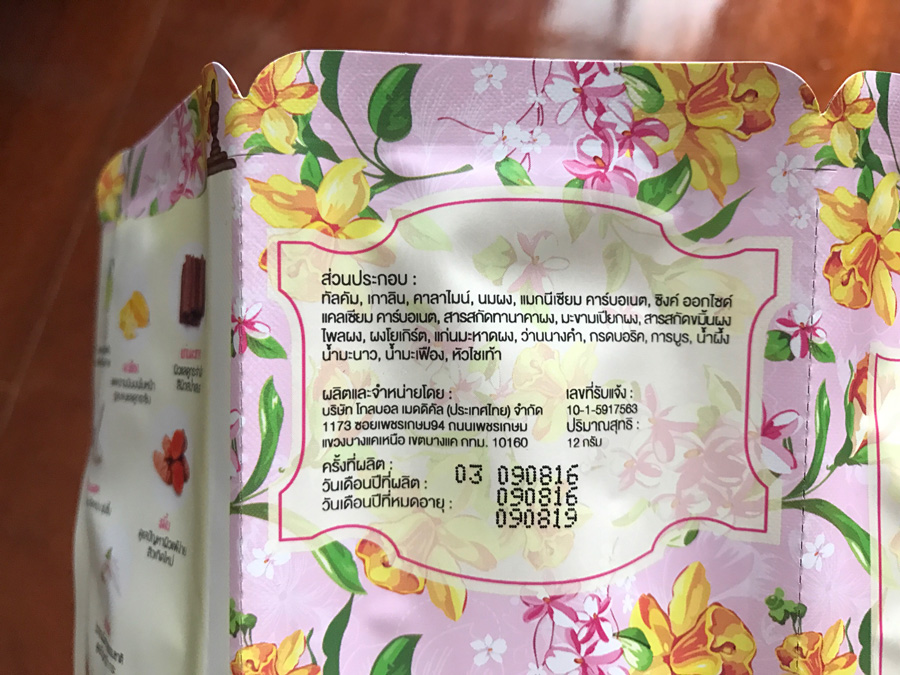 ส่วนประกอบ :
ทัลคัม, เกาลิน, คาลาไมน์, นมผง, แมกนีเซียม คาร์บอเนต, ซิงค์ ออกไซด์
แคลเซียม คาร์บอเนต, สารสกัดทานาคาผง, มะขามเปียกผง, สารสกัดขมิ้นผง
ไพลผง, ผงโยเกิร์ต, แก่นมะหาดผง, ว่านนางคำ, กรดบอริค, การบูร, น้ำผึ้ง
น้ำมะนาว, น้ำมะเฟือง, หัวไชเท้า
ผลิตและจำหน่ายโดย :
บริษัท โกลบอล เมดดิคัล (ประเทศไทย) จำกัด
1173 ซอยเพชรเกษม94 ถนนเพชรเกษม
แขวงบางแคเหนือ เขตบางแค กทม. 10160
เลขที่รับแจ้ง :
10-1-5917563
ปริมาณสุทธิ :
12 กรัม
ครั้งที่ผลิต : 03 090816
วันเดือนปีที่ผลิต : 090816
วันเดือนปีที่หมดอายุ : 090819